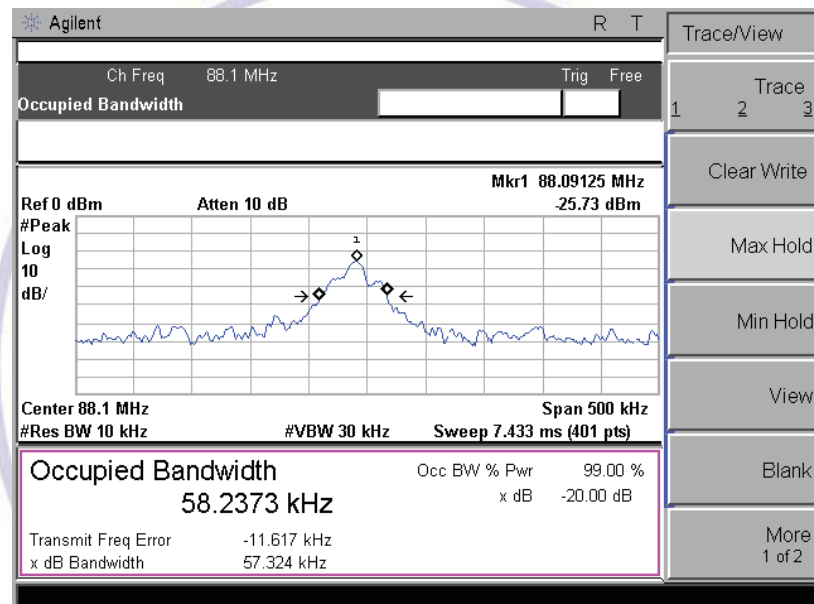 Agilent R T
Trace/View
Ch Freq 88.1 MHz Trig Free
Occupied Bandwidth
Trace
1 2 3
Clear Write
Mkr1 88.09125 MHz
Ref 0 dBm Atten 10 dB -25.73 dBm
#Peak
Log
10
dB/
1
Max Hold
Min Hold
Center 88.1 MHz Span 500 kHz
#Res BW 10 kHz #VBW 30 kHz Sweep 7.433 ms (401 pts)
View
Occupied Bandwidth Occ BW % Pwr 99.00 %
58.2373 kHz x dB -20.00 dB
Blank
Transmit Freq Error -11.617 kHz
x dB Bandwidth 57.324 kHz
More
1 of 2